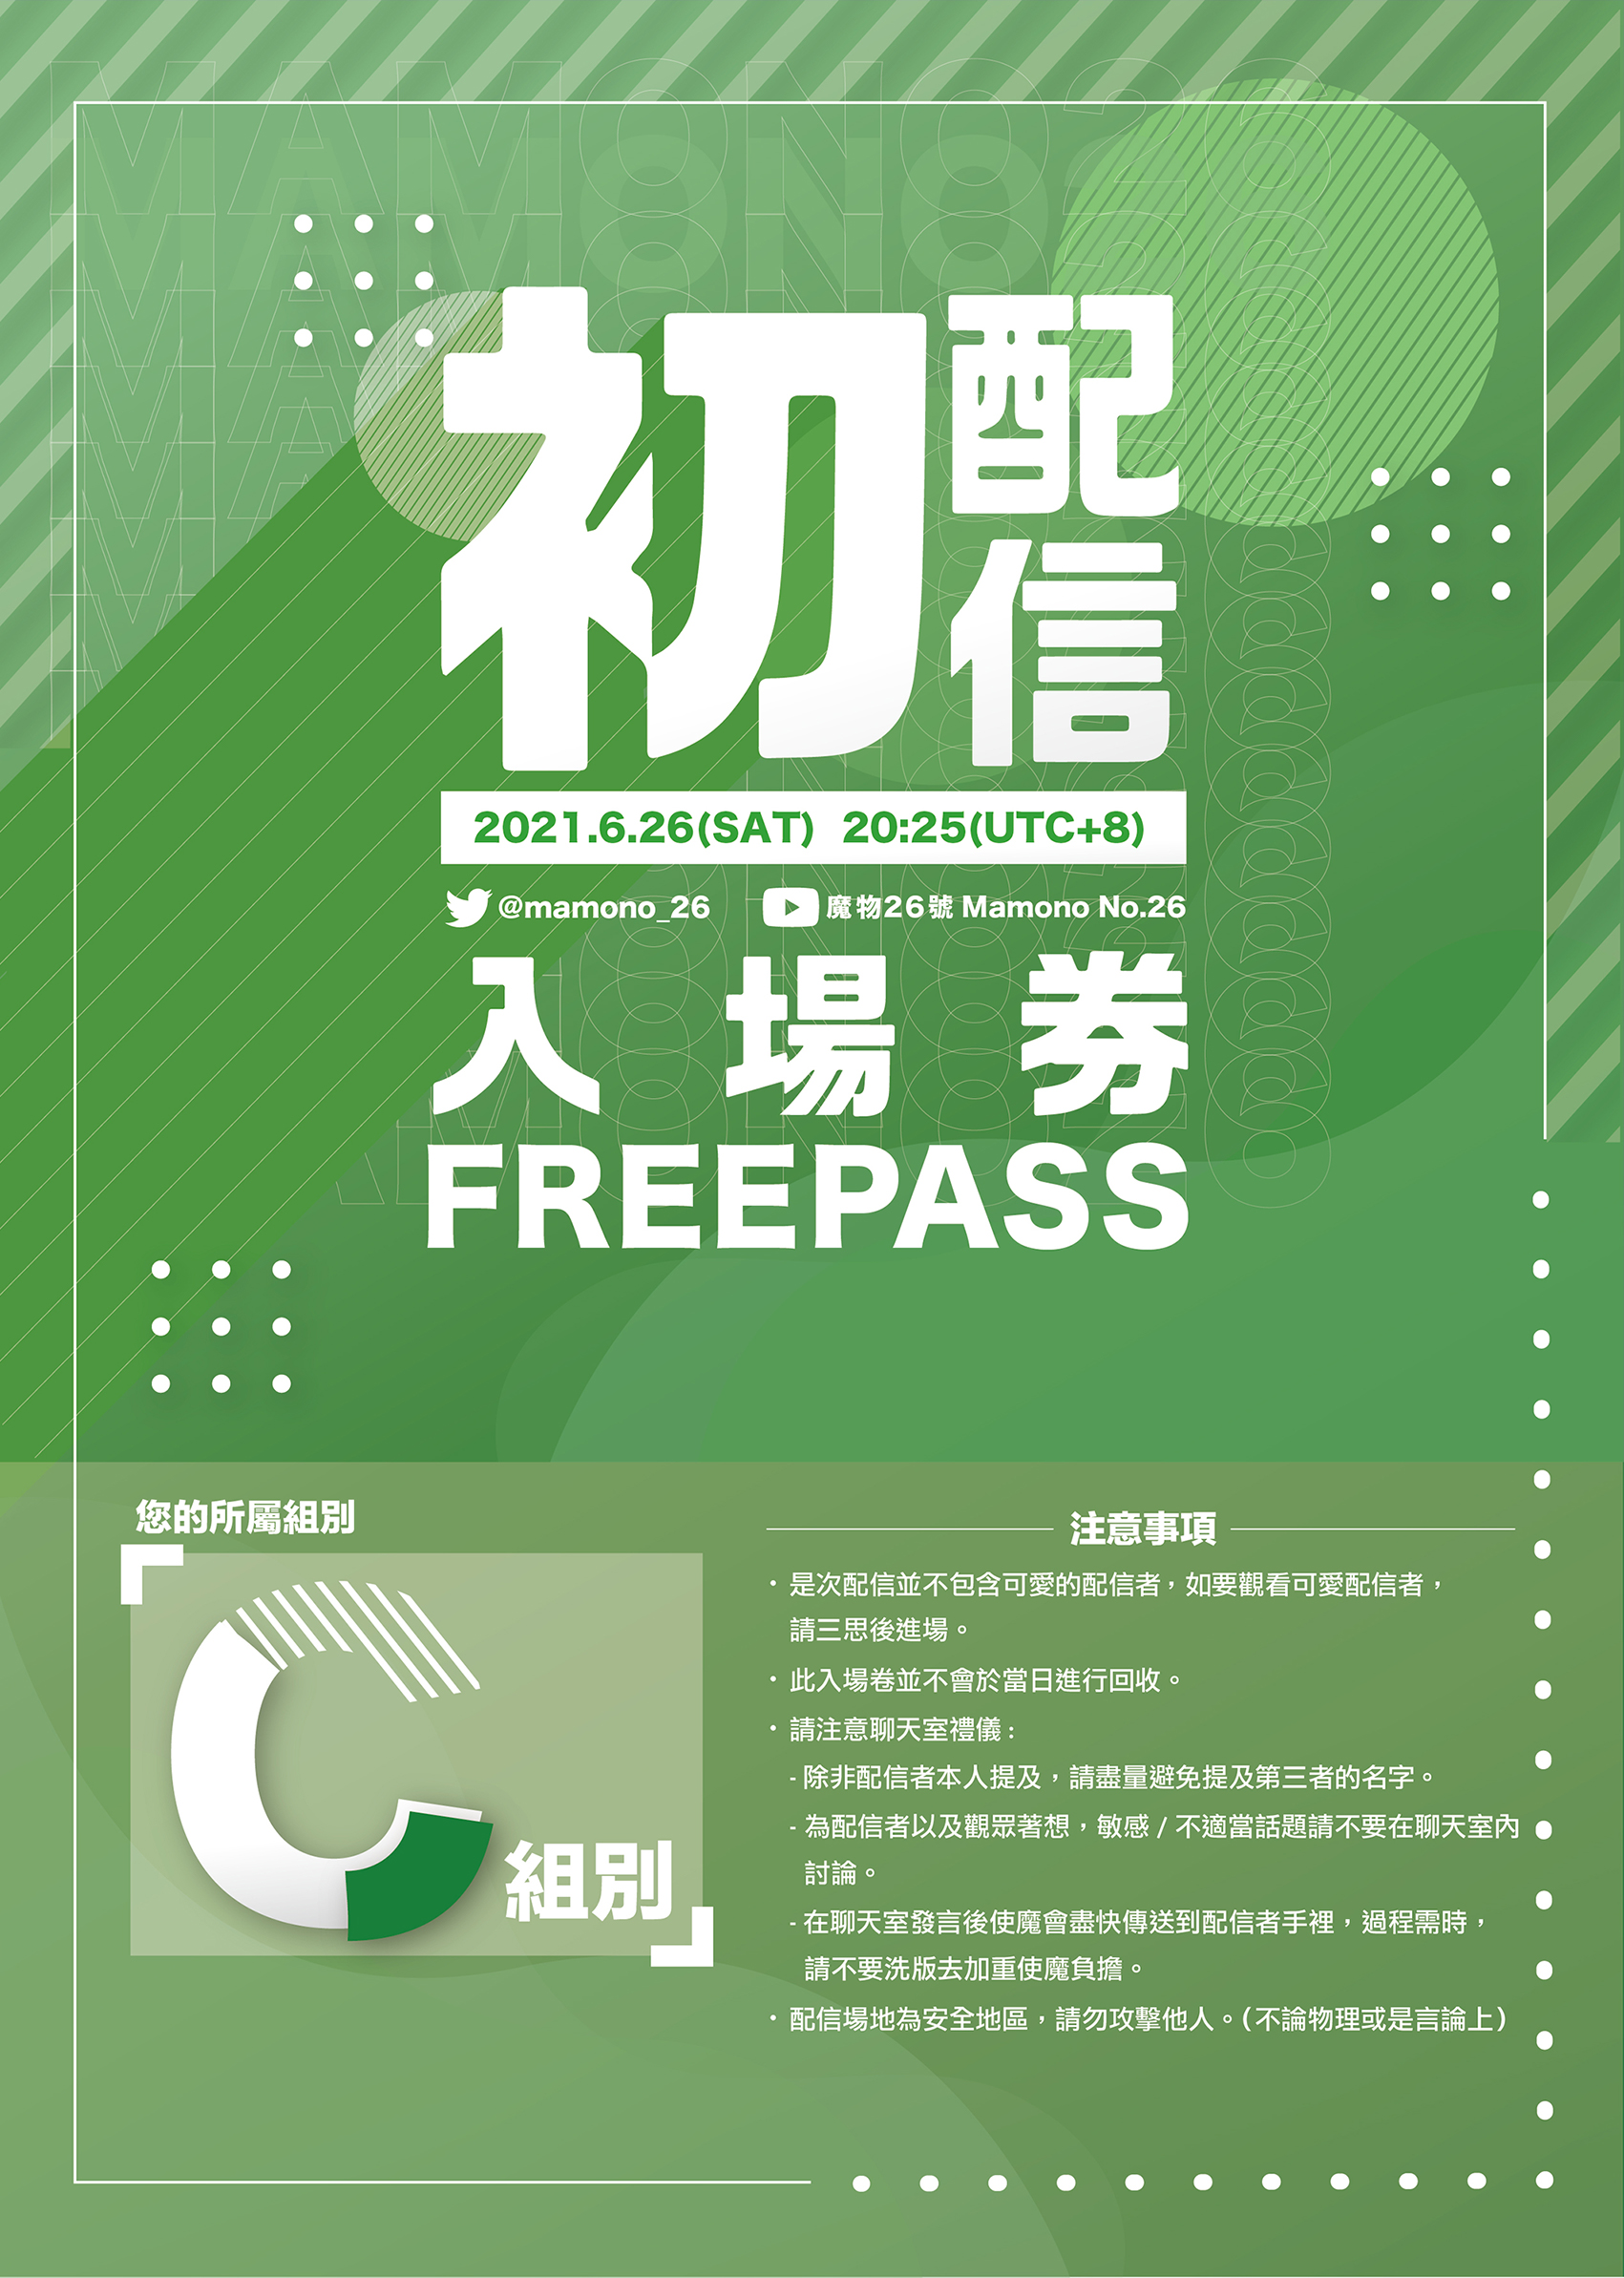 MAMONO26
初配信
2021.6.26(SAT) 20:25(UTC+8)
@mamono_26 魔物26號 Mamono No.26
入場券
FREEPASS
您的所屬組別
C組別
注意事項
・是次配信並不包含可愛的配信者，如要觀看可愛配信者，
請三思後進場。
・此入場卷並不會於當日進行回收。
・請注意聊天室禮儀：
- 除非配信者本人提及，請盡量避免提及第三者的名字。
- 為配信者以及觀眾著想，敏感 / 不適當話題請不要在聊天室內
討論。
- 在聊天室發言後使魔會盡快傳送到配信者手裡，過程需時，
請不要洗版去加重使魔負擔。
・配信場地為安全地區，請勿攻擊他人。(不論物理或是言論上)